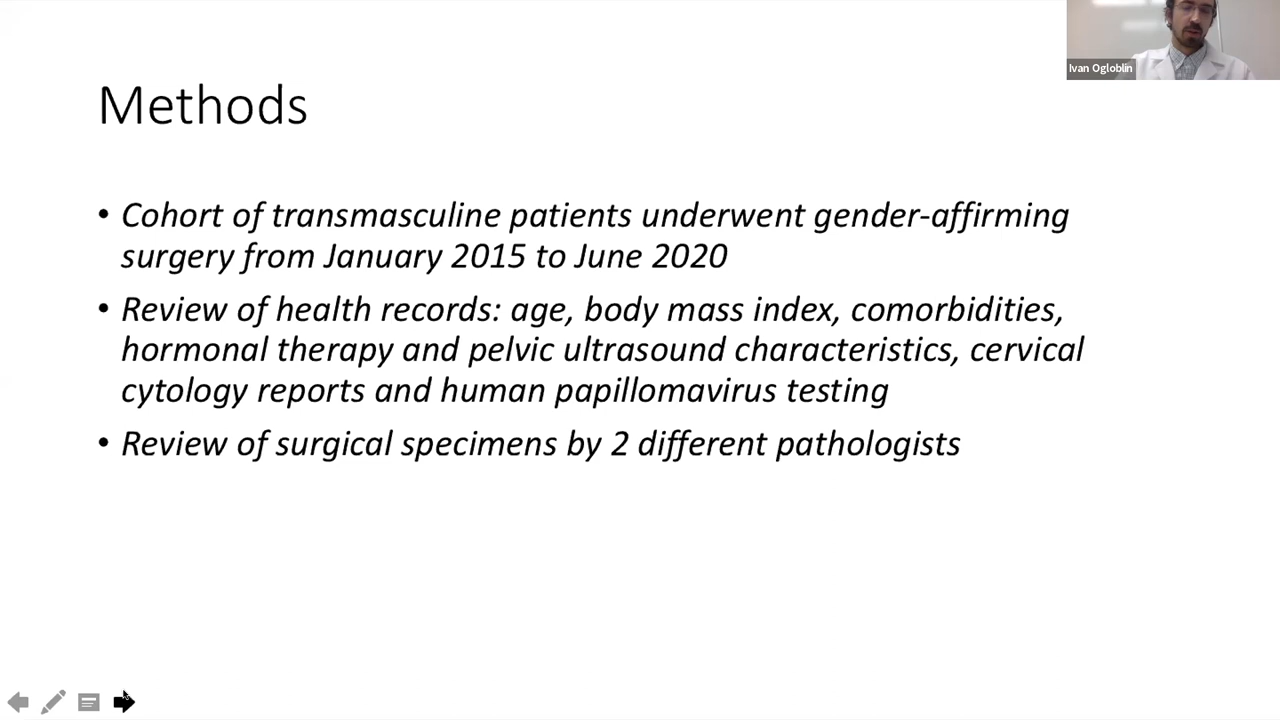 Ivan Ogloblin
Methods
• Cohort of transmasculine patients underwent gender-affirming
surgery from January 2015 to June 2020
• Review of health records: age, body mass index, comorbidities,
hormonal therapy and pelvic ultrasound characteristics, cervical
cytology reports and human papillomavirus testing
• Review of surgical specimens by 2 different pathologists